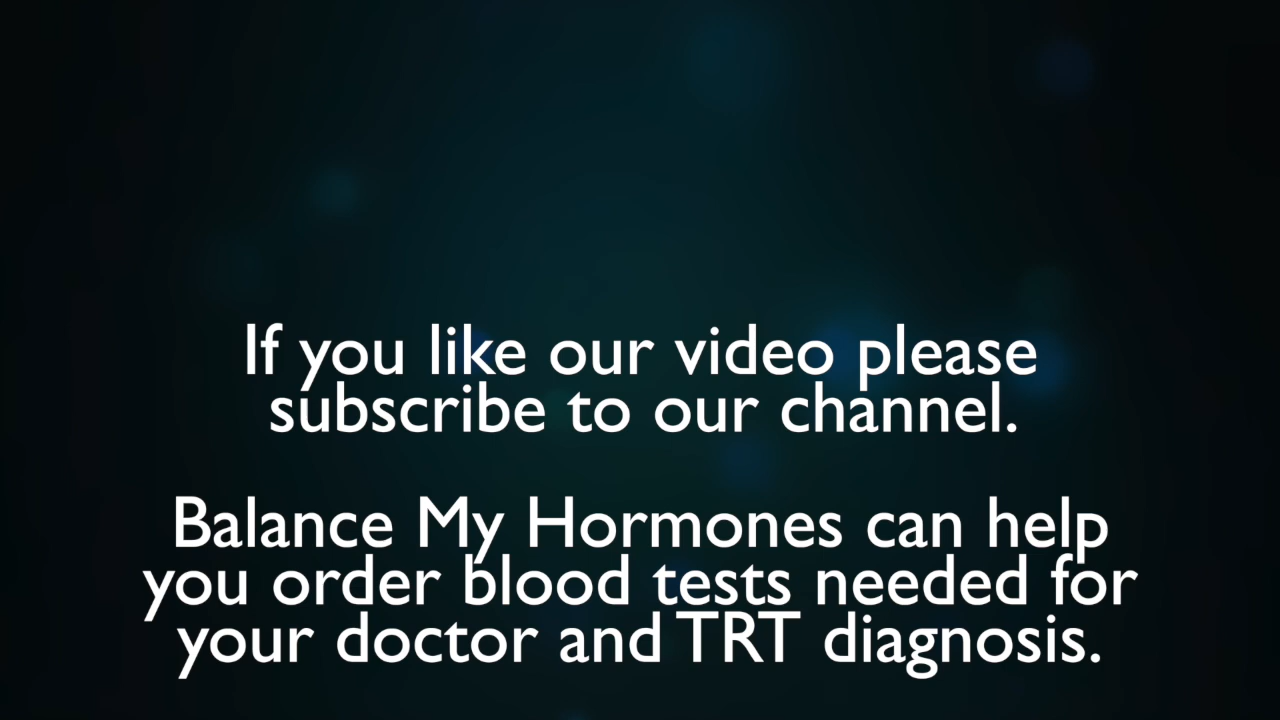 If you like our video please
subscribe to our channel.
Balance My Hormones can help
you order blood tests needed for
your doctor and TRT diagnosis.